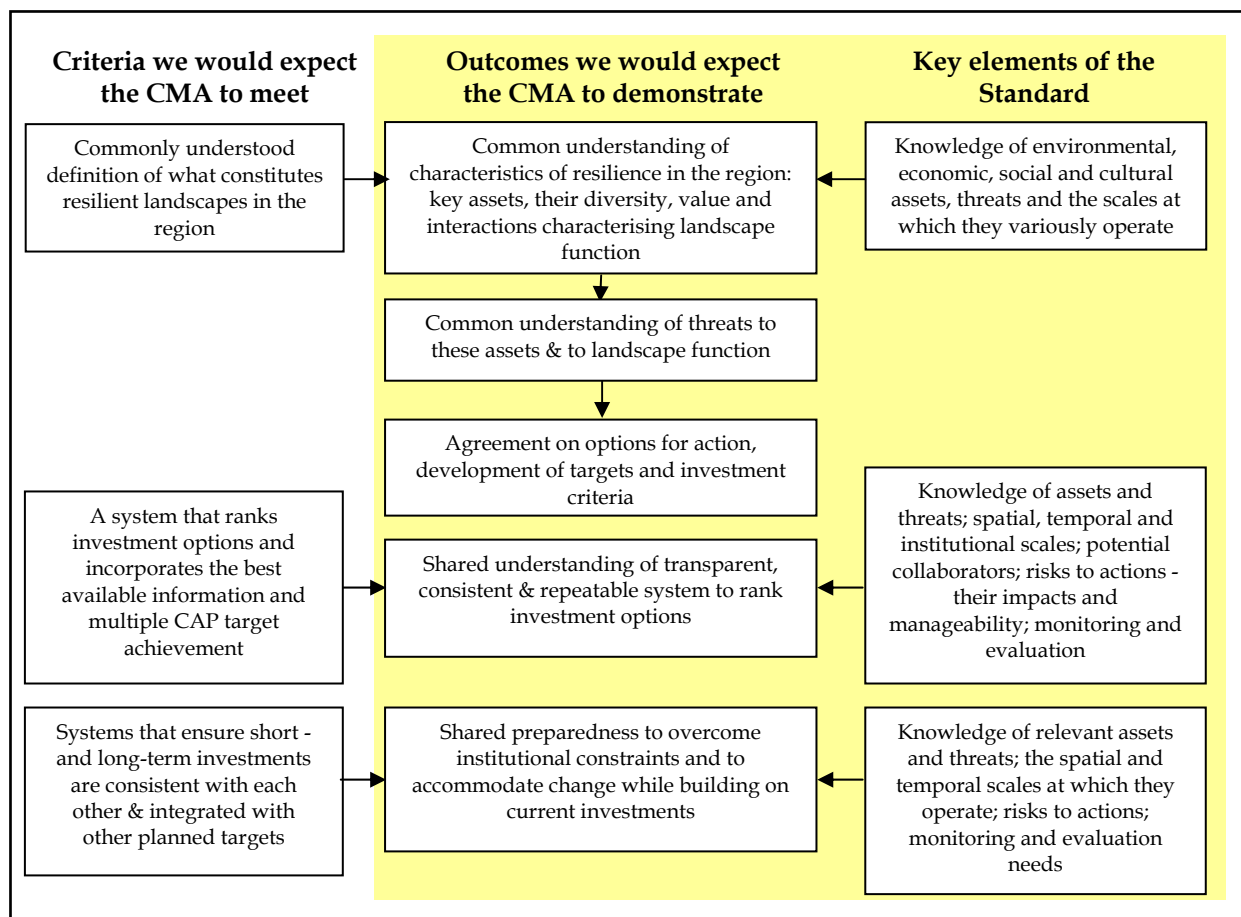 Criteria we would expect
the CMA to meet
Outcomes we would expect
the CMA to demonstrate
Key elements of the
Standard
Commonly understood
definition of what constitutes
resilient landscapes in the
region
Common understanding of
characteristics of resilience in the region:
key assets, their diversity, value and
interactions characterising landscape
function
Knowledge of environmental,
economic, social and cultural
assets, threats and the scales at
which they variously operate
Common understanding of threats to
these assets & to landscape function
Agreement on options for action,
development of targets and investment
criteria
A system that ranks
investment options and
incorporates the best
available information and
multiple CAP target
achievement
Shared understanding of transparent,
consistent & repeatable system to rank
investment options
Knowledge of assets and
threats; spatial, temporal and
institutional scales; potential
collaborators; risks to actions -
their impacts and
manageability; monitoring and
evaluation
Systems that ensure short -
and long-term investments
are consistent with each
other & integrated with
other planned targets
Shared preparedness to overcome
institutional constraints and to
accommodate change while building on
current investments
Knowledge of relevant assets
and threats; the spatial and
temporal scales at which they
operate; risks to actions;
monitoring and evaluation
needs